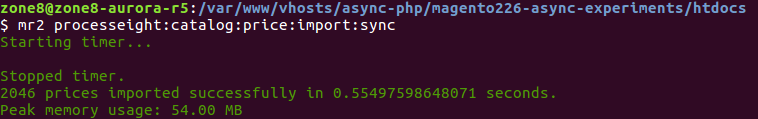 zone8@zone8-aurora-r5:/var/www/vhosts/async-php/magento226-async-experiments/htdocs
$ mr2 processeight:catalog:price:import:sync
Starting timer...
Stopped timer.
2046 prices imported successfully in 0.55497598648071 seconds.
Peak memory usage: 54.00 MB